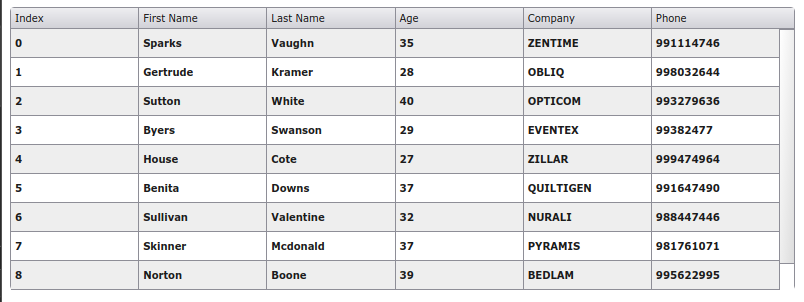 Index First Name Last Name Age Company Phone
0 Sparks Vaughn 35 ZENTIME 991114746
1 Gertrude Kramer 28 OBLIQ 998032644
2 Sutton White 40 OPTICOM 993279636
3 Byers Swanson 29 EVENTEX 99382477
4 House Cote 27 ZILLAR 999474964
5 Benita Downs 37 QUILTIGEN 991647490
6 Sullivan Valentine 32 NURALI 988447446
7 Skinner Mcdonald 37 PYRAMIS 981761071
8 Norton Boone 39 BEDLAM 995622995